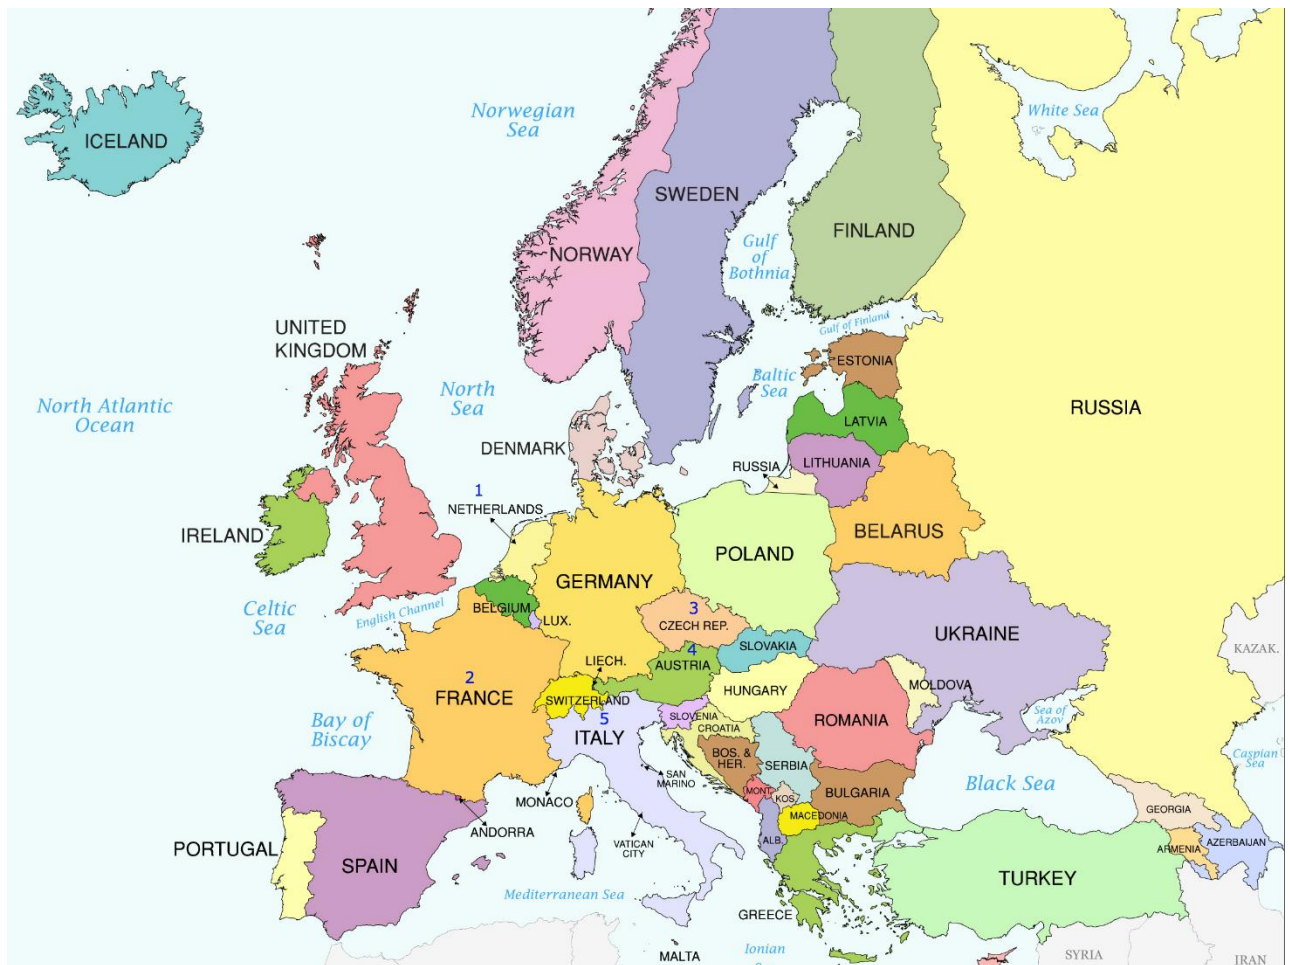 Norwegian
Sea
White Sea
ICELAND
SWEDEN
FINLAND
Gulf
of
Bothnia
NORWAY
UNITED
KINGDOM
Gulf of Finland
ESTONIA
North
Sea
Baltic
Sea
North Atlantic
Ocean
RUSSIA
LATVIA
DENMARK
LITHUANIA
RUSSIA
1
NETHERLANDS
IRELAND
BELARUS
POLAND
GERMANY
Celtic
Sea
English Channel
BELGIUM
LUX.
3
CZECH REP.
UKRAINE
SLOVAKIA
KAZAK.
4
AUSTRIA
LIECH.
2
FRANCE
SWITZERLAND
HUNGARY
MOLDOVA
5
ITALY
SLOVENIA
CROATIA
ROMANIA
Sea of
Azov
Bay of
Biscay
BOS. &
HER.
SERBIA
Caspian
Sea
SAN
MARINO
Black Sea
MONACO
MONT.
KOS.
BULGARIA
GEORGIA
ANDORRA
MACEDONIA
VATICAN
CITY
ALB.
ARMENIA
AZERBAIJAN
PORTUGAL
SPAIN
TURKEY
Mediterranean Sea
GREECE
MALTA
Ionian
SYRIA
IRAN